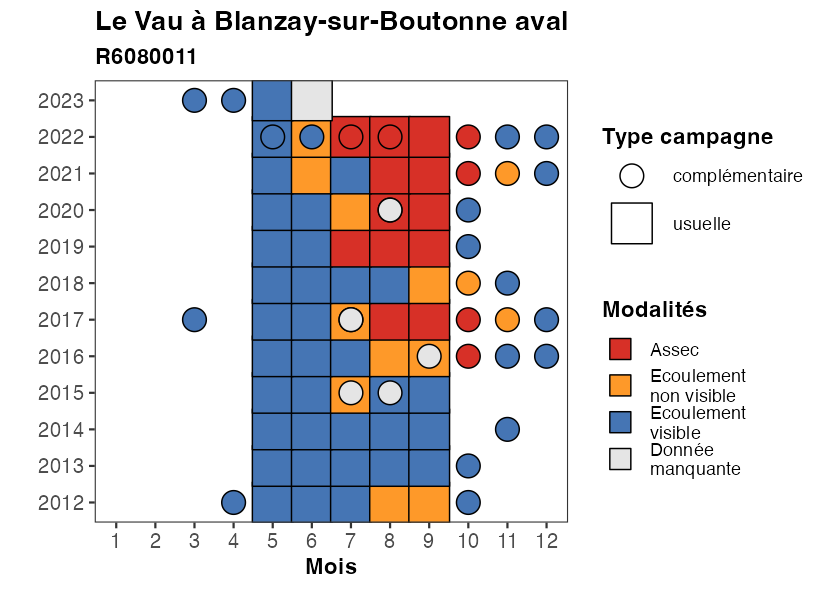 Le Vau à Blanzay-sur-Boutonne aval
R6080011
2023
2022
2021
2020
2019
2018
2017
2016
2015
2014
2013
2012
1 2 3 4 5 6 7 8 9 10 11 12
Mois
Type campagne
complémentaire
usuelle
Modalités
Assec
Ecoulement
non visible
Ecoulement
visible
Donnée
manquante